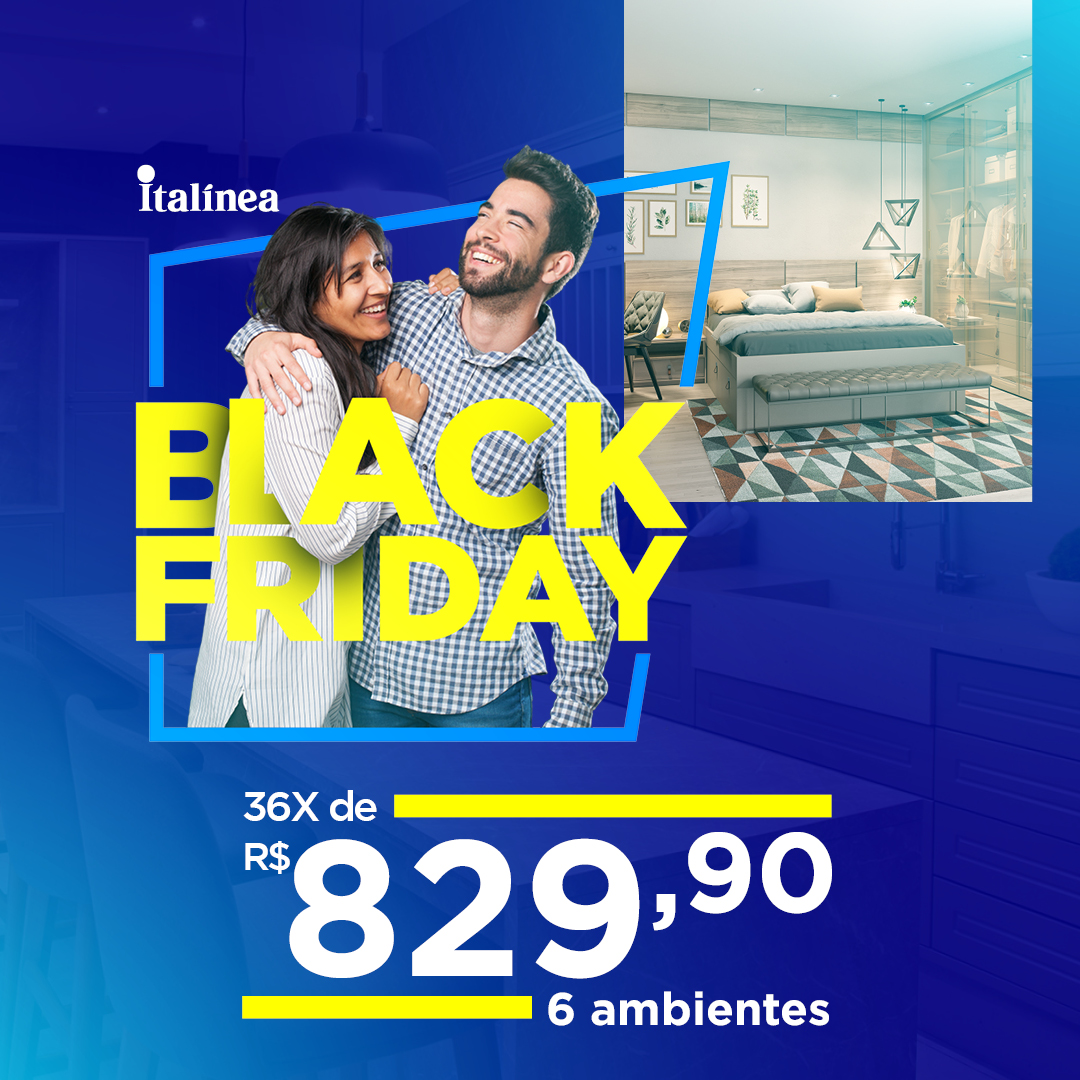 Italínea
BLACK
FRIDAY
36X de
R$ 829,90
6 ambientes